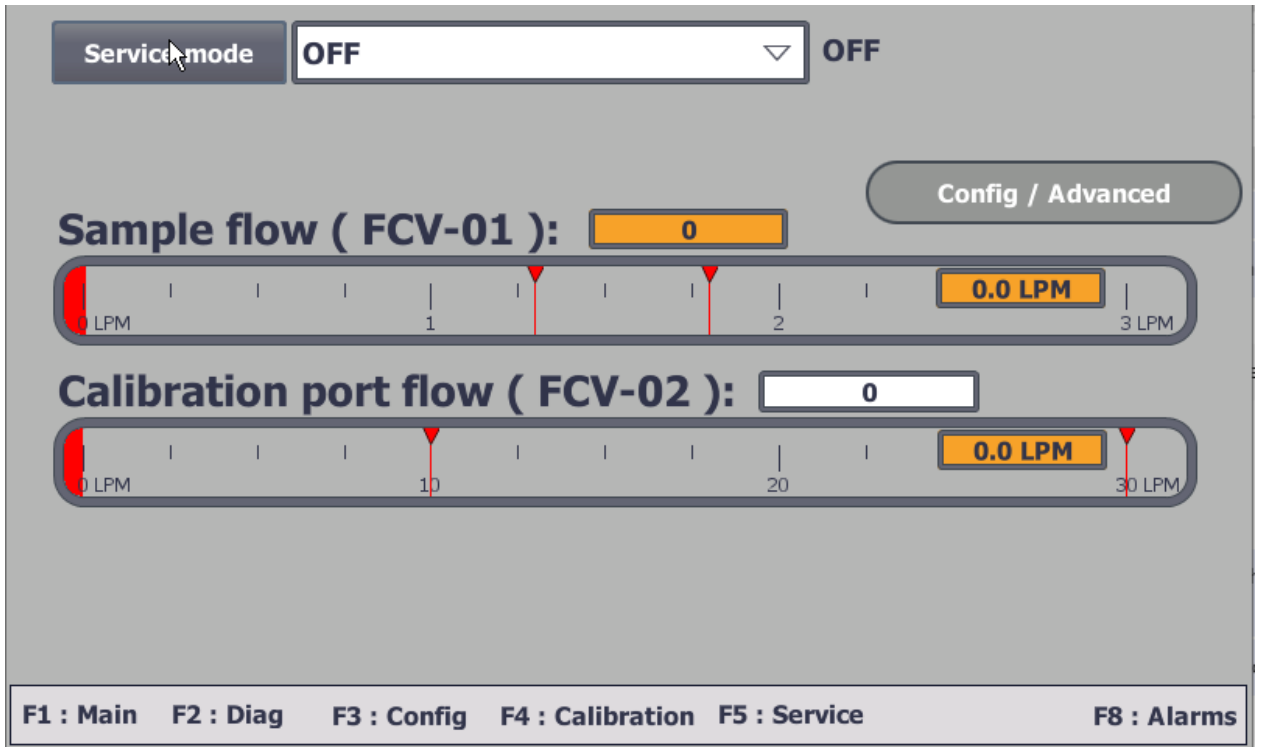 Service mode OFF OFF
Config / Advanced
Sample flow ( FCV-01 ): 0
0.0 LPM
0 LPM 1 2 3 LPM
Calibration port flow ( FCV-02 ): 0
0.0 LPM
0 LPM 10 20 30 LPM
F1 : Main F2 : Diag F3 : Config F4 : Calibration F5 : Service F8 : Alarms